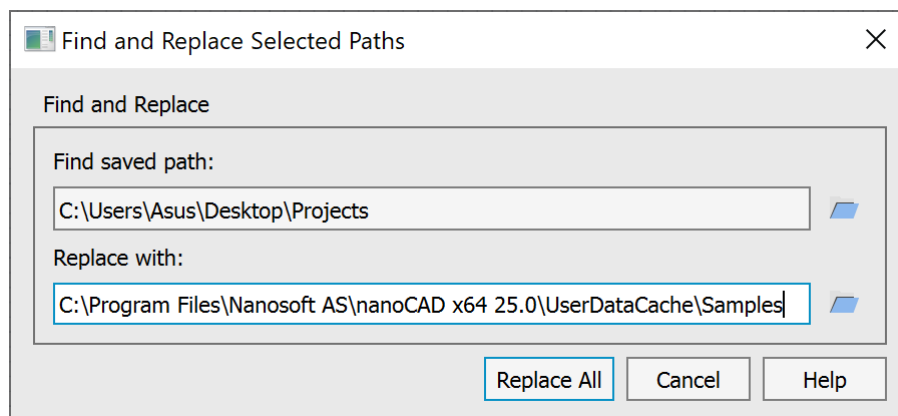 Find and Replace Selected Paths
Find and Replace
Find saved path:
C:\Users\Asus\Desktop\Projects
Replace with:
C:\Program Files\Nanosoft AS\nanoCAD x64 25.0\UserDataCache\Samples
Replace All Cancel Help